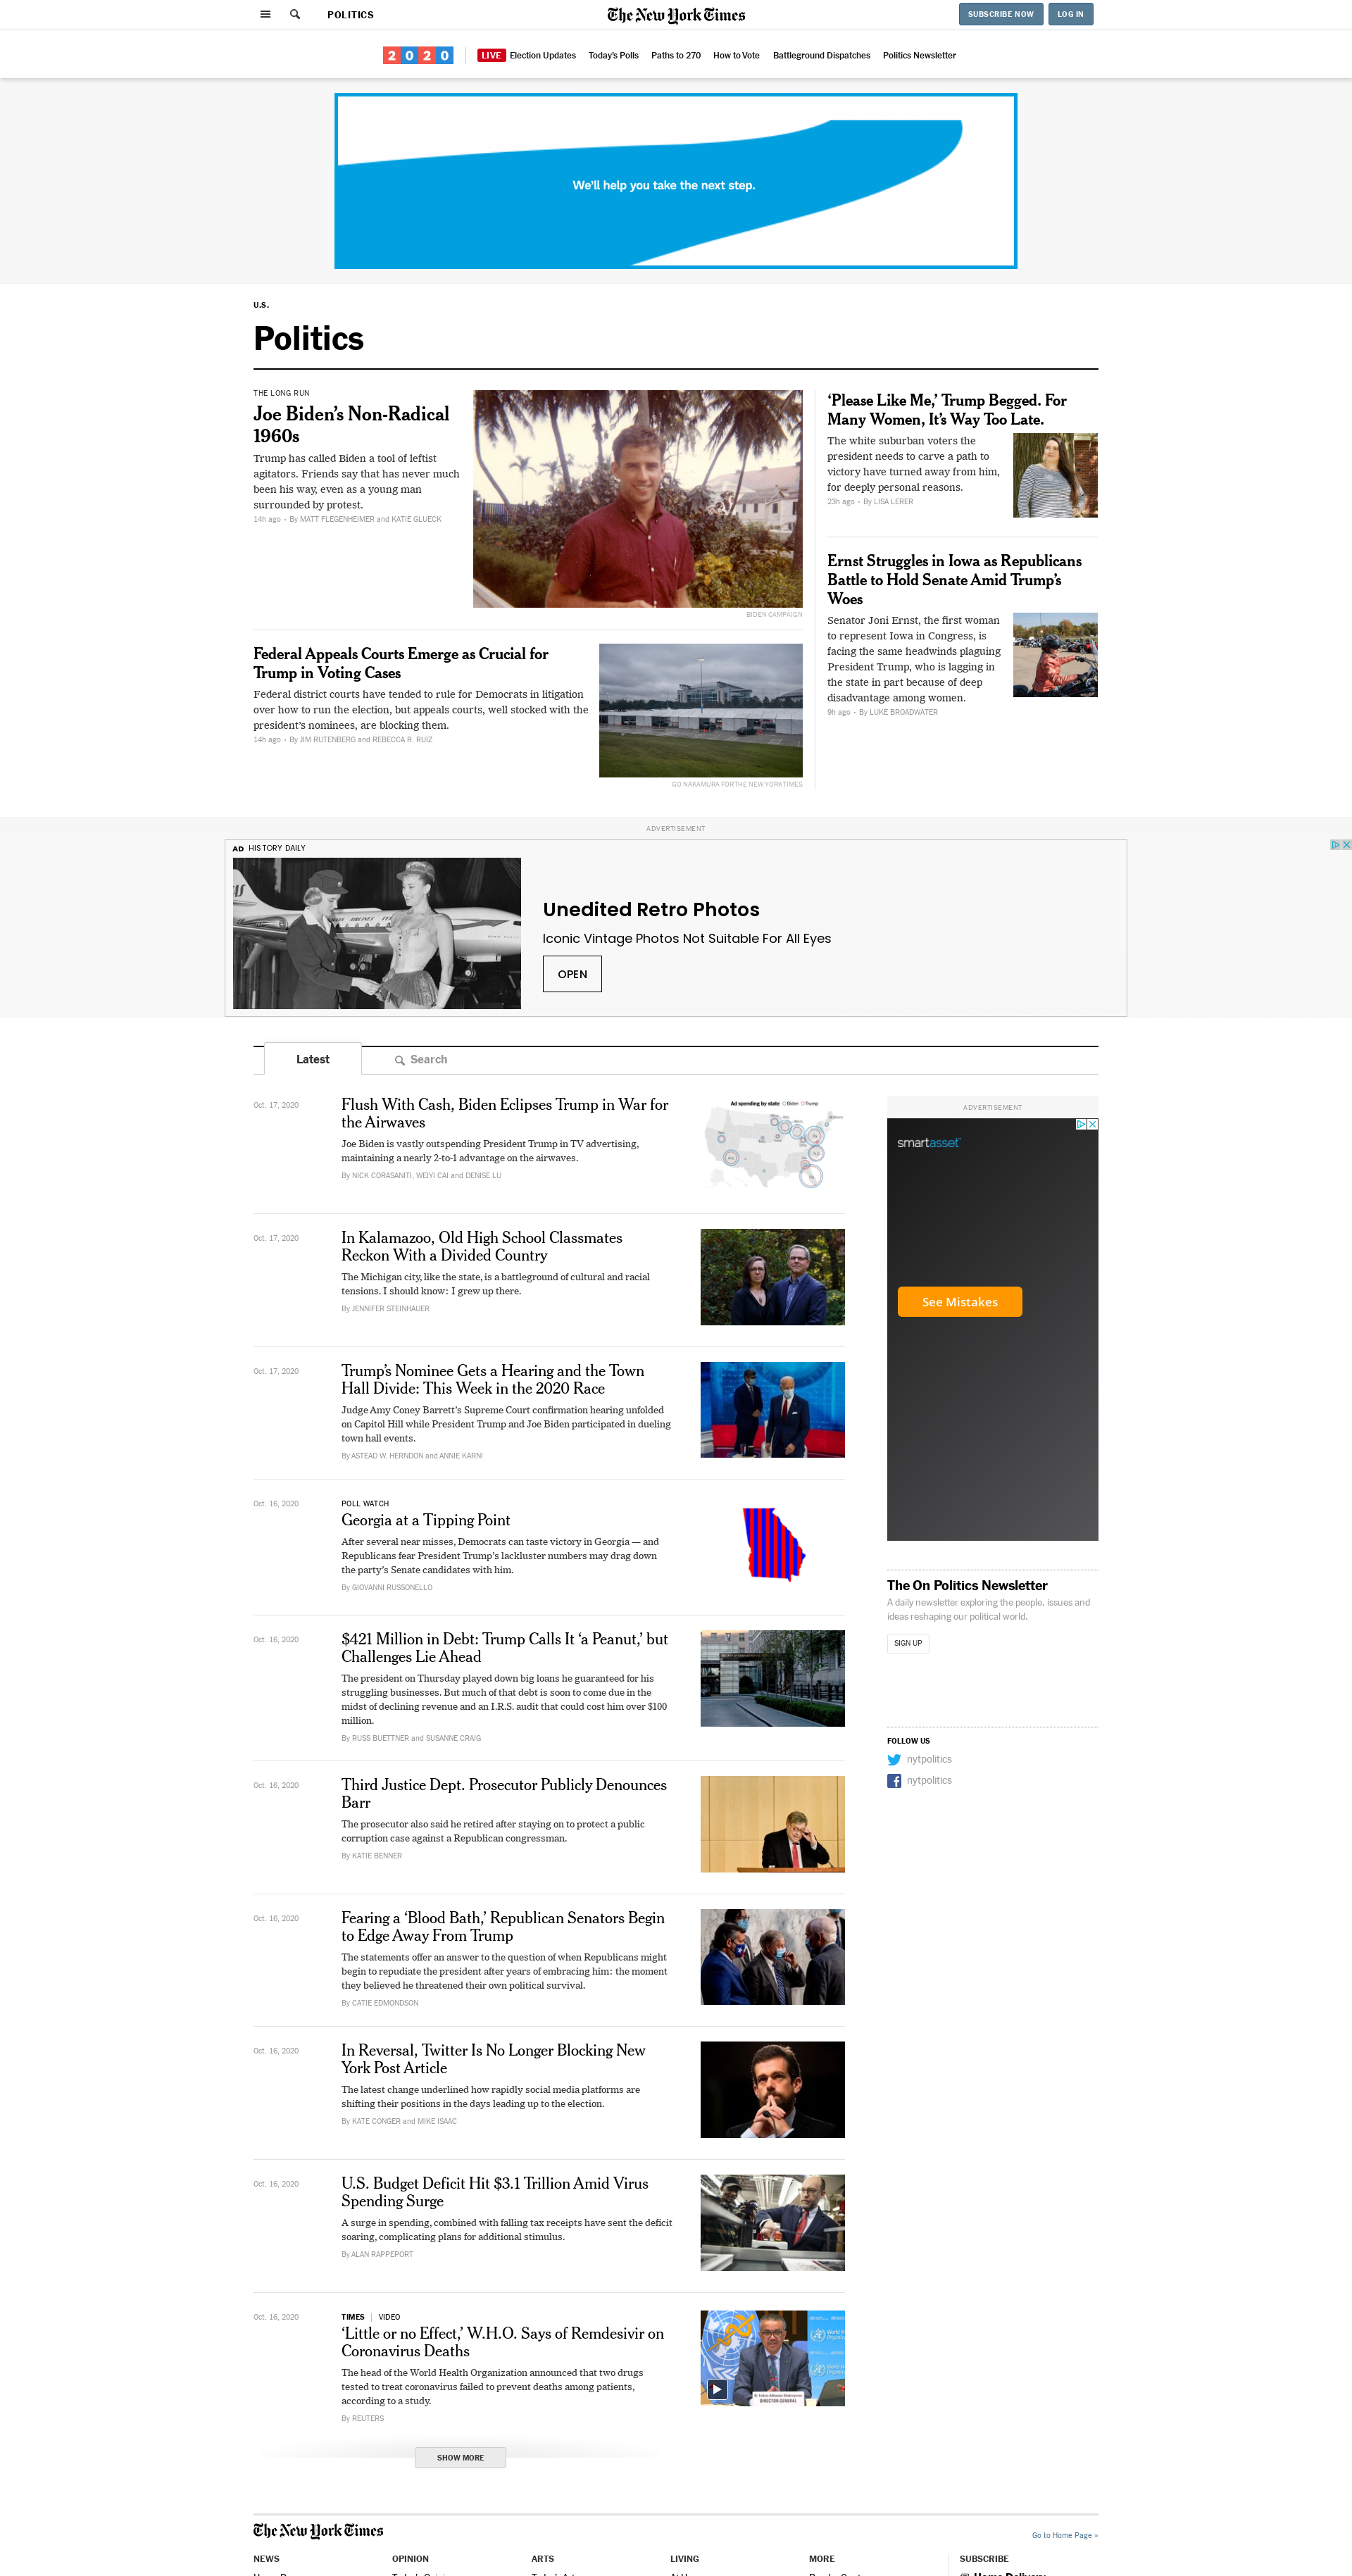 POLITICS
The New York Times
SUBSCRIBE NOW
LOG IN
2020
LIVE Election Updates
Today's Polls
Paths to 270
How to Vote
Battleground Dispatches
Politics Newsletter
We'll help you take the next step.
U.S.
Politics
THE LONG RUN
Joe Biden’s Non-Radical
1960s
Trump has called Biden a tool of leftist
agitators. Friends say that has never much
been his way, even as a young man
surrounded by protest.
14h ago • By MATT FLEGENHEIMER and KATIE GLUECK
BIDEN CAMPAIGN
Federal Appeals Courts Emerge as Crucial for
Trump in Voting Cases
Federal district courts have tended to rule for Democrats in litigation
over how to run the election, but appeals courts, well stocked with the
president’s nominees, are blocking them.
14h ago • By JIM RUTENBERG and REBECCA R. RUIZ
GO NAKAMURA FOR THE NEW YORK TIMES
‘Please Like Me,’ Trump Begged. For
Many Women, It’s Way Too Late.
The white suburban voters the
president needs to carve a path to
victory have turned away from him,
for deeply personal reasons.
23h ago • By LISA LERER
Ernst Struggles in Iowa as Republicans
Battle to Hold Senate Amid Trump’s
Woes
Senator Joni Ernst, the first woman
to represent Iowa in Congress, is
facing the same headwinds plaguing
President Trump, who is lagging in
the state in part because of deep
disadvantage among women.
9h ago • By LUKE BROADWATER
ADVERTISEMENT
AD HISTORY DAILY
Unedited Retro Photos
Iconic Vintage Photos Not Suitable For All Eyes
OPEN
Latest
Search
Oct. 17, 2020
Flush With Cash, Biden Eclipses Trump in War for
the Airwaves
Joe Biden is vastly outspending President Trump in TV advertising,
maintaining a nearly 2-to-1 advantage on the airwaves.
By NICK CORASANITI, WEIYI CAI and DENISE LU
Ad spending by state Biden Trump
Oct. 17, 2020
In Kalamazoo, Old High School Classmates
Reckon With a Divided Country
The Michigan city, like the state, is a battleground of cultural and racial
tensions. I should know: I grew up there.
By JENNIFER STEINHAUER
Oct. 17, 2020
Trump’s Nominee Gets a Hearing and the Town
Hall Divide: This Week in the 2020 Race
Judge Amy Coney Barrett’s Supreme Court confirmation hearing unfolded
on Capitol Hill while President Trump and Joe Biden participated in dueling
town hall events.
By ASTEAD W. HERNDON and ANNIE KARNI
Oct. 16, 2020
POLL WATCH
Georgia at a Tipping Point
After several near misses, Democrats can taste victory in Georgia — and
Republicans fear President Trump’s lackluster numbers may drag down
the party’s Senate candidates with him.
By GIOVANNI RUSSONELLO
Oct. 16, 2020
$421 Million in Debt: Trump Calls It ‘a Peanut,’ but
Challenges Lie Ahead
The president on Thursday played down big loans he guaranteed for his
struggling businesses. But much of that debt is soon to come due in the
midst of declining revenue and an I.R.S. audit that could cost him over $100
million.
By RUSS BUETTNER and SUSANNE CRAIG
Oct. 16, 2020
Third Justice Dept. Prosecutor Publicly Denounces
Barr
The prosecutor also said he retired after staying on to protect a public
corruption case against a Republican congressman.
By KATIE BENNER
Oct. 16, 2020
Fearing a ‘Blood Bath,’ Republican Senators Begin
to Edge Away From Trump
The statements offer an answer to the question of when Republicans might
begin to repudiate the president after years of embracing him: the moment
they believed he threatened their own political survival.
By CATIE EDMONDSON
Oct. 16, 2020
In Reversal, Twitter Is No Longer Blocking New
York Post Article
The latest change underlined how rapidly social media platforms are
shifting their positions in the days leading up to the election.
By KATE CONGER and MIKE ISAAC
Oct. 16, 2020
U.S. Budget Deficit Hit $3.1 Trillion Amid Virus
Spending Surge
A surge in spending, combined with falling tax receipts have sent the deficit
soaring, complicating plans for additional stimulus.
By ALAN RAPPEPORT
Oct. 16, 2020
TIMES VIDEO
‘Little or no Effect,’ W.H.O. Says of Remdesivir on
Coronavirus Deaths
The head of the World Health Organization announced that two drugs
tested to treat coronavirus failed to prevent deaths among patients,
according to a study.
By REUTERS
DIRECTOR-GENERAL
SHOW MORE
ADVERTISEMENT
smartasset
See Mistakes
The On Politics Newsletter
A daily newsletter exploring the people, issues and
ideas reshaping our political world.
SIGN UP
FOLLOW US
nytpolitics
nytpolitics
The New York Times
Go to Home Page »
NEWS
OPINION
ARTS
LIVING
MORE
SUBSCRIBE